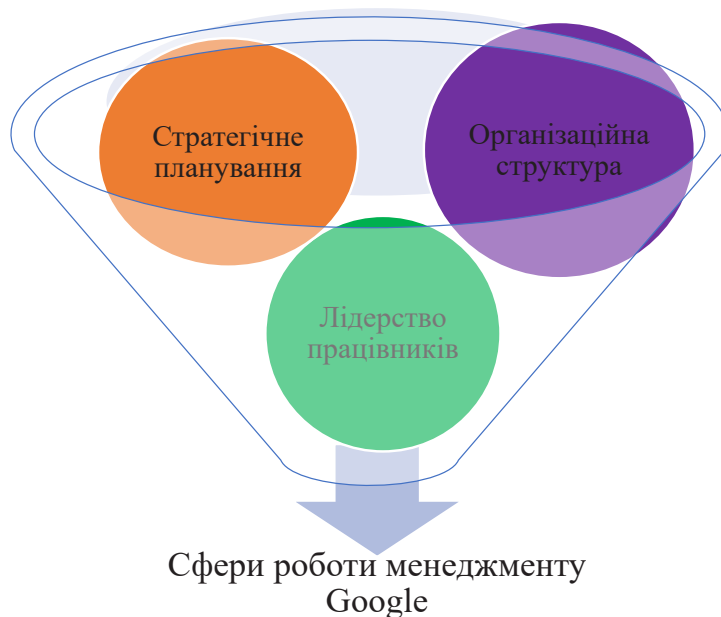 Стратегічне
планування
Організаційна
структура
Лідерство
працівників
Сфери роботи менеджменту
Google